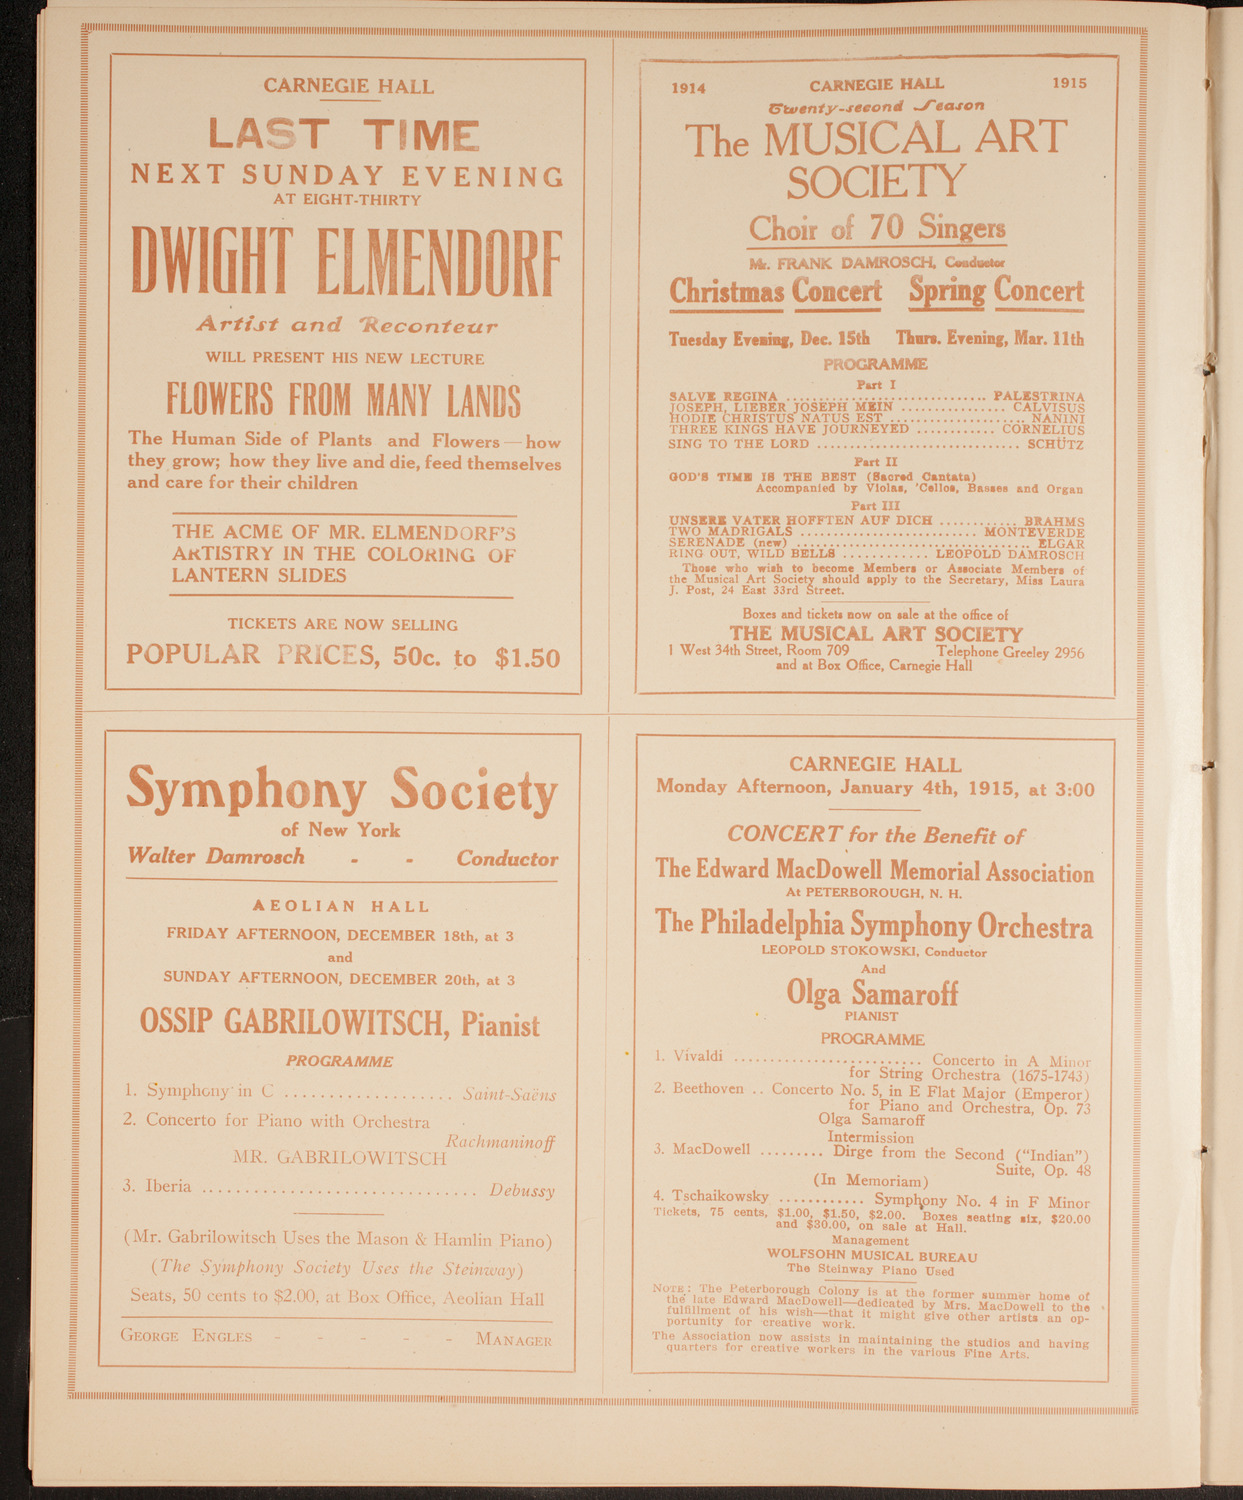 CARNEGIE HALL
LAST TIME
NEXT SUNDAY EVENING
AT EIGHT-THIRTY
DWIGHT ELMENDORF
Artist and Reconteur
WILL PRESENT HIS NEW LECTURE
FLOWERS FROM MANY LANDS
The Human Side of Plants and Flowers—how
they grow; how they live and die, feed themselves
and care for their children
THE ACME OF MR. ELMENDORF'S
ARTISTRY IN THE COLORING OF
LANTERN SLIDES
TICKETS ARE NOW SELLING
POPULAR PRICES, 50c. to $1.50
1914 CARNEGIE HALL 1915
Twenty-second Season
The MUSICAL ART
SOCIETY
Choir of 70 Singers
Mr. FRANK DAMROSCH, Conductor
Christmas Concert Spring Concert
Tuesday Evening, Dec. 15th Thurs. Evening, Mar. 11th
PROGRAMME
Part I
SALVE REGINA ............................ PALESTRINA
JOSEPH, LIEBER JOSEPH MEIN ............... CALVISUS
HODIE CHRISTUS NATUS EST ................... NANINI
THREE KINGS HAVE JOURNEYED ............ CORNELIUS
SING TO THE LORD ............................ SCHÜTZ
Part II
GOD'S TIME IS THE BEST (Sacred Cantata)
Accompanied by Violas, 'Cellos, Basses and Organ
Part III
UNSERE VATER HOFFTEN AUF DICH ............ BRAHMS
TWO MADRIGALS ......................... MONTEVERDE
SERENADE (new) ................................. ELGAR
RING OUT, WILD BELLS ............ LEOPOLD DAMROSCH
Those who wish to become Members or Associate Members of
the Musical Art Society should apply to the Secretary, Miss Laura
J. Post, 24 East 33rd Street.
Boxes and tickets now on sale at the office of
THE MUSICAL ART SOCIETY
1 West 34th Street, Room 709 Telephone Greeley 2956
and at Box Office, Carnegie Hall
Symphony Society
of New York
Walter Damrosch - - Conductor
AEOLIAN HALL
FRIDAY AFTERNOON, DECEMBER 18th, at 3
and
SUNDAY AFTERNOON, DECEMBER 20th, at 3
OSSIP GABRILOWITSCH, Pianist
PROGRAMME
1. Symphony in C ................... Saint-Saëns
2. Concerto for Piano with Orchestra
Rachmaninoff
MR. GABRILOWITSCH
3. Iberia ............................... Debussy
(Mr. Gabrilowitsch Uses the Mason & Hamlin Piano)
(The Symphony Society Uses the Steinway)
Seats, 50 cents to $2.00, at Box Office, Aeolian Hall
GEORGE ENGLES - - - - - MANAGER
CARNEGIE HALL
Monday Afternoon, January 4th, 1915, at 3:00
CONCERT for the Benefit of
The Edward MacDowell Memorial Association
At PETERBOROUGH, N. H.
The Philadelphia Symphony Orchestra
LEOPOLD STOKOWSKI, Conductor
And
Olga Samaroff
PIANIST
PROGRAMME
1. Vivaldi .......................... Concerto in A Minor
for String Orchestra (1675-1743)
2. Beethoven .. Concerto No. 5, in E Flat Major (Emperor)
for Piano and Orchestra, Op. 73
Olga Samaroff
Intermission
3. MacDowell ......... Dirge from the Second ("Indian")
Suite, Op. 48
(In Memoriam)
4. Tschaikowsky ............ Symphony No. 4 in F Minor
Tickets, 75 cents, $1.00, $1.50, $2.00. Boxes seating six, $20.00
and $30.00, on sale at Hall.
Management
WOLFSOHN MUSICAL BUREAU
The Steinway Piano Used
NOTE: The Peterborough Colony is at the former summer home of
the late Edward MacDowell—dedicated by Mrs. MacDowell to the
fulfillment of his wish—that it might give other artists an op-
portunity for creative work.
The Association now assists in maintaining the studios and having
quarters for creative workers in the various Fine Arts.